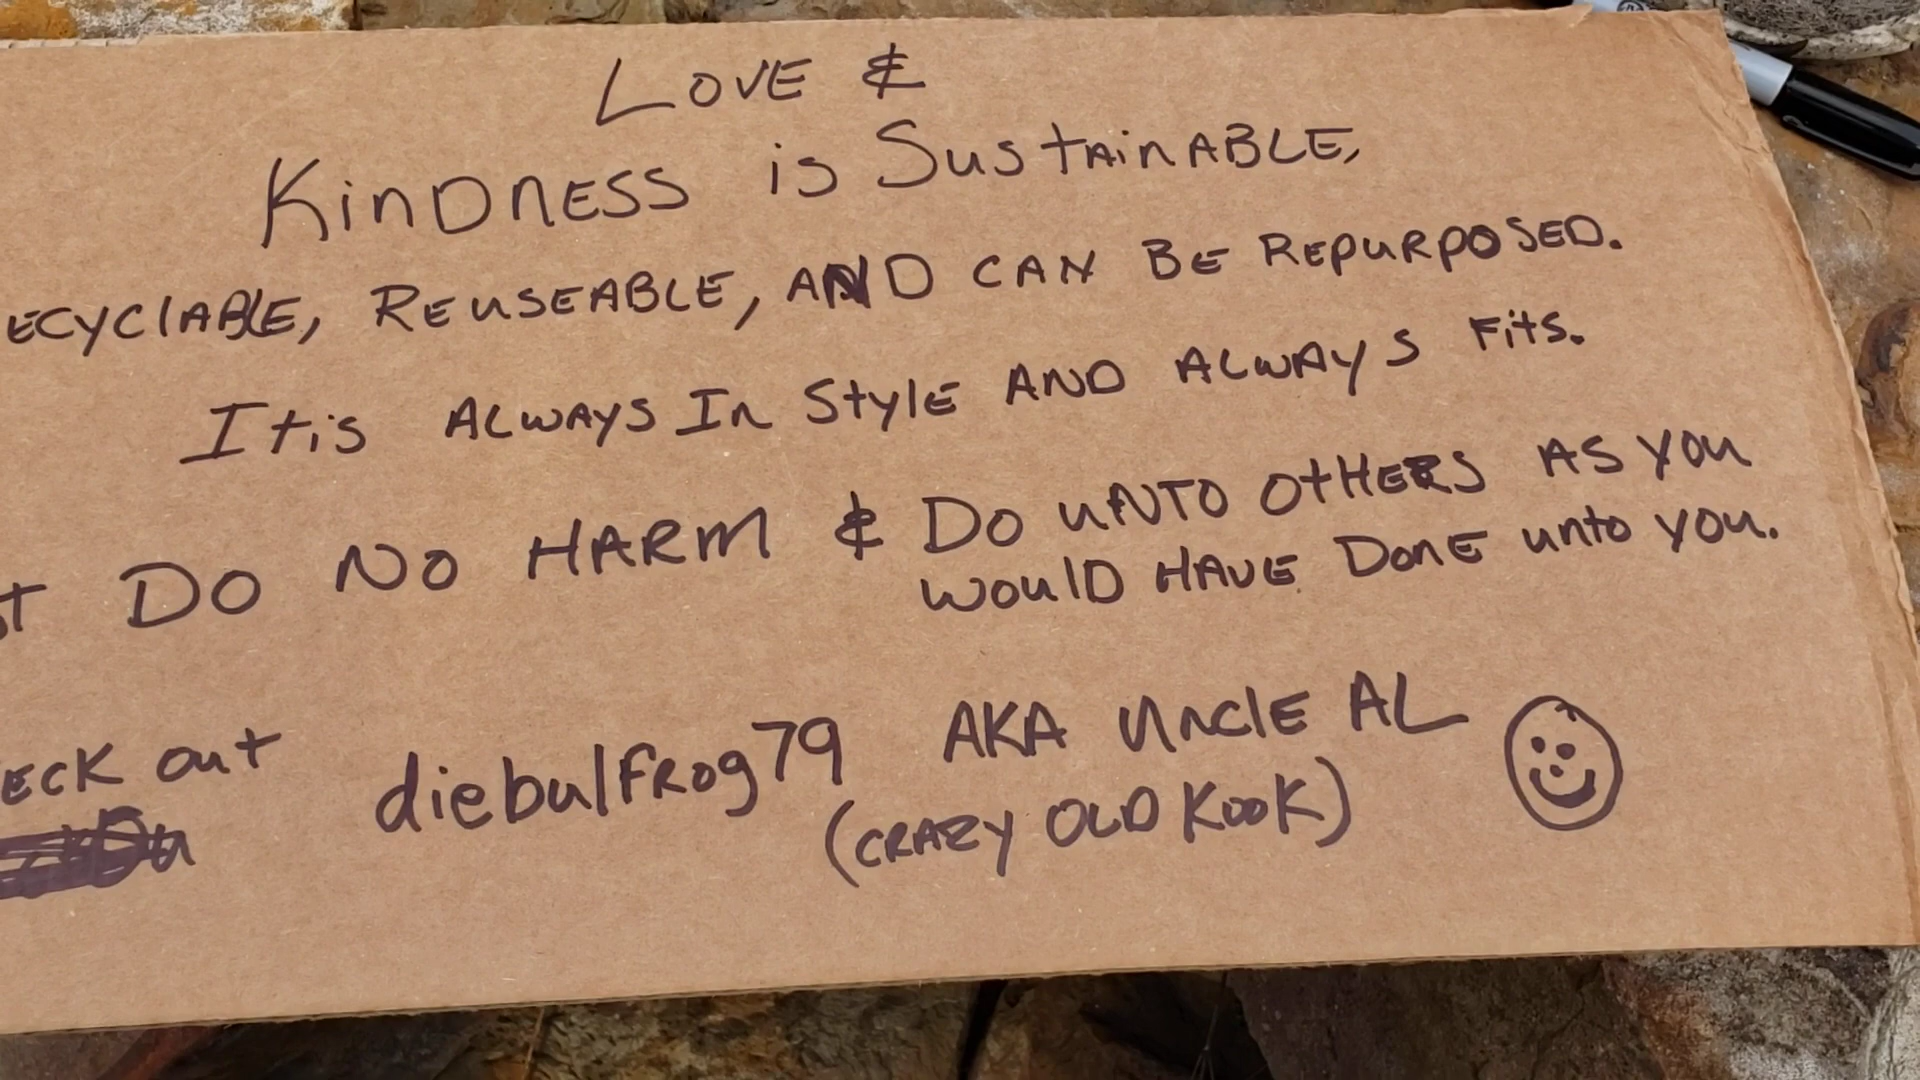 LOVE &
KinDnESS is SustAinABLE,
ECYClABLE, REUSEABLE, AND CAN BE REPURPOSED.
It is ALWAYS In StylE AND ALWAYS Fits.
T DO NO HARM & DO UNTO OtHERS AS YOU
WOUlD HAVE DonE unto you.
ECK out diebulFRog79 AKA UnclE AL
(CRAZY OLD KooK)